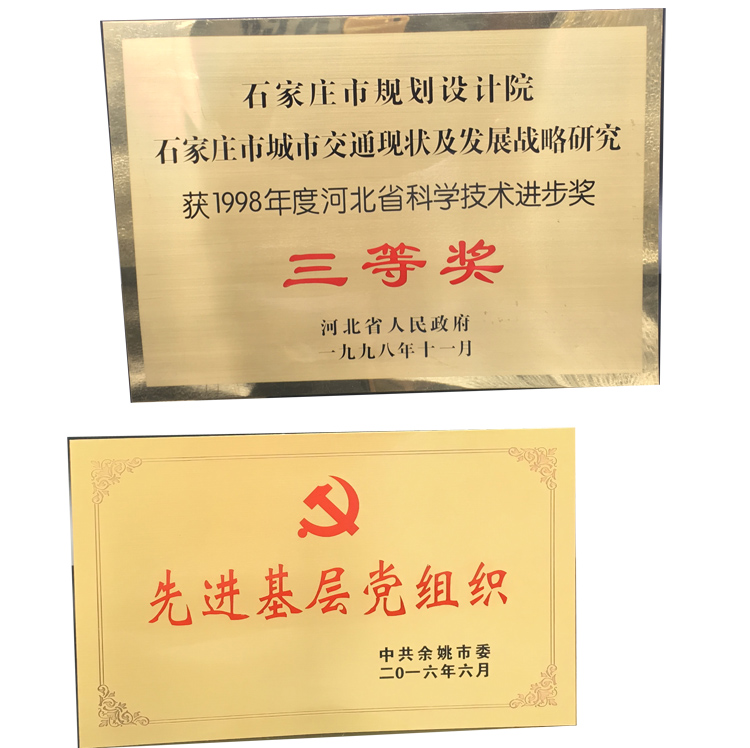 石家庄市规划设计院
石家庄市城市交通现状及发展战略研究
获1998年度河北省科学技术进步奖
三等奖
河北省人民政府
一九九八年十一月
先进基层党组织
中共余姚市委
二〇一六年六月